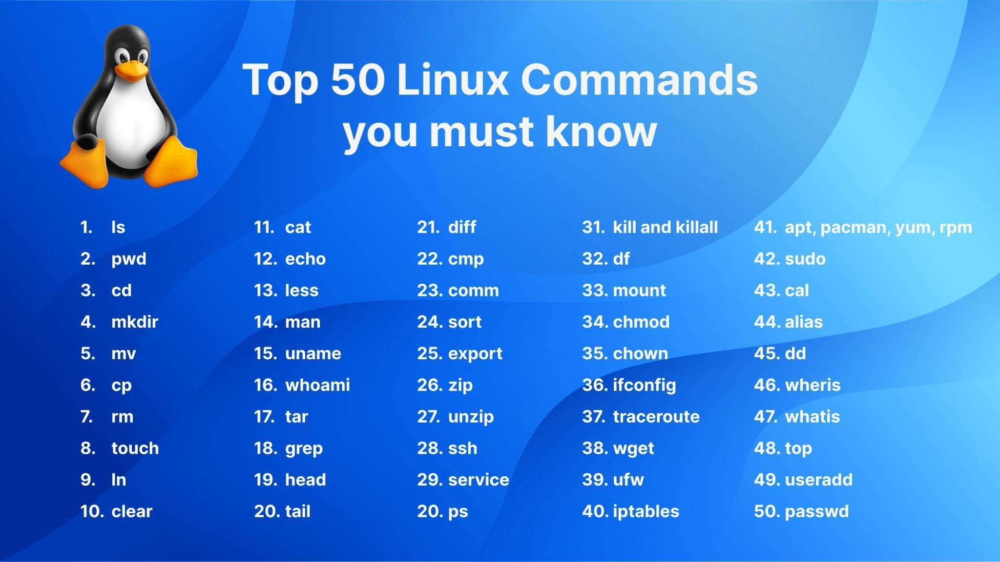 Top 50 Linux Commands
you must know
1. ls
2. pwd
3. cd
4. mkdir
5. mv
6. cp
7. rm
8. touch
9. ln
10. clear
11. cat
12. echo
13. less
14. man
15. uname
16. whoami
17. tar
18. grep
19. head
20. tail
21. diff
22. cmp
23. comm
24. sort
25. export
26. zip
27. unzip
28. ssh
29. service
20. ps
31. kill and killall
32. df
33. mount
34. chmod
35. chown
36. ifconfig
37. traceroute
38. wget
39. ufw
40. iptables
41. apt, pacman, yum, rpm
42. sudo
43. cal
44. alias
45. dd
46. wheris
47. whatis
48. top
49. useradd
50. passwd